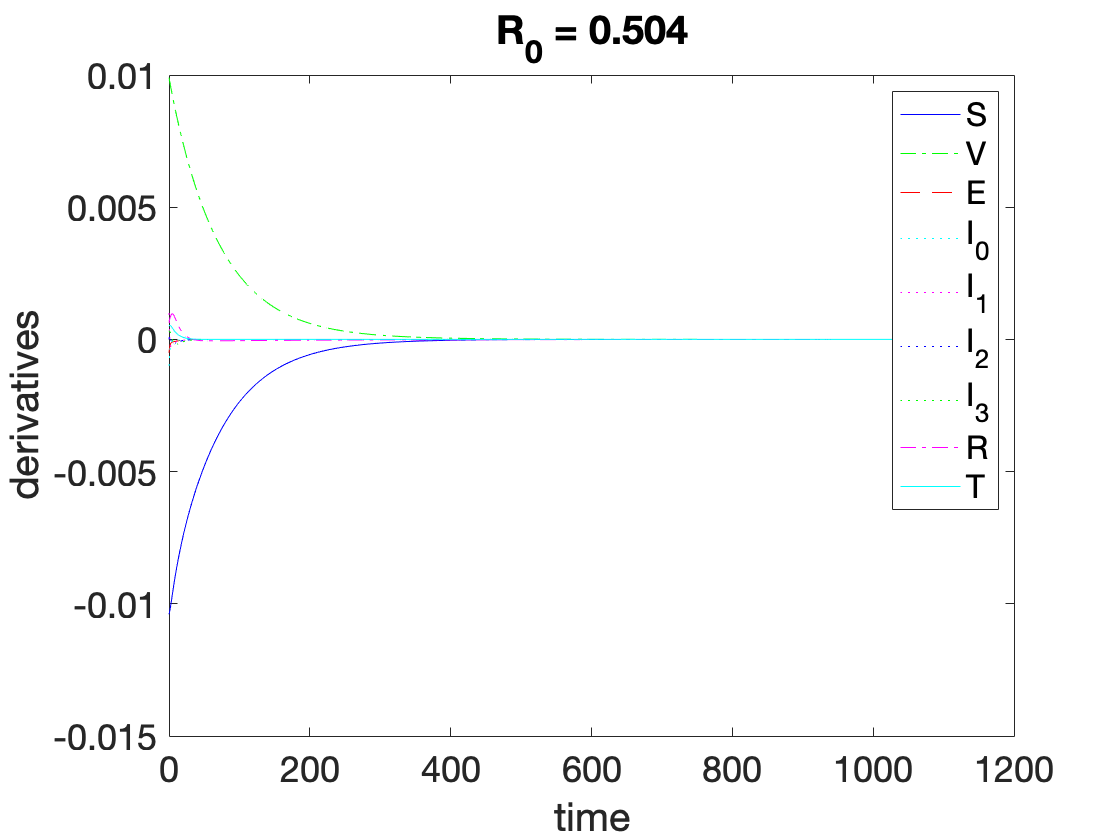 R₀ = 0.504
0.01
0.005
0
-0.005
-0.01
-0.015
derivatives
0 200 400 600 800 1000 1200
time
S
V
E
I₀
I₁
I₂
I₃
R
T